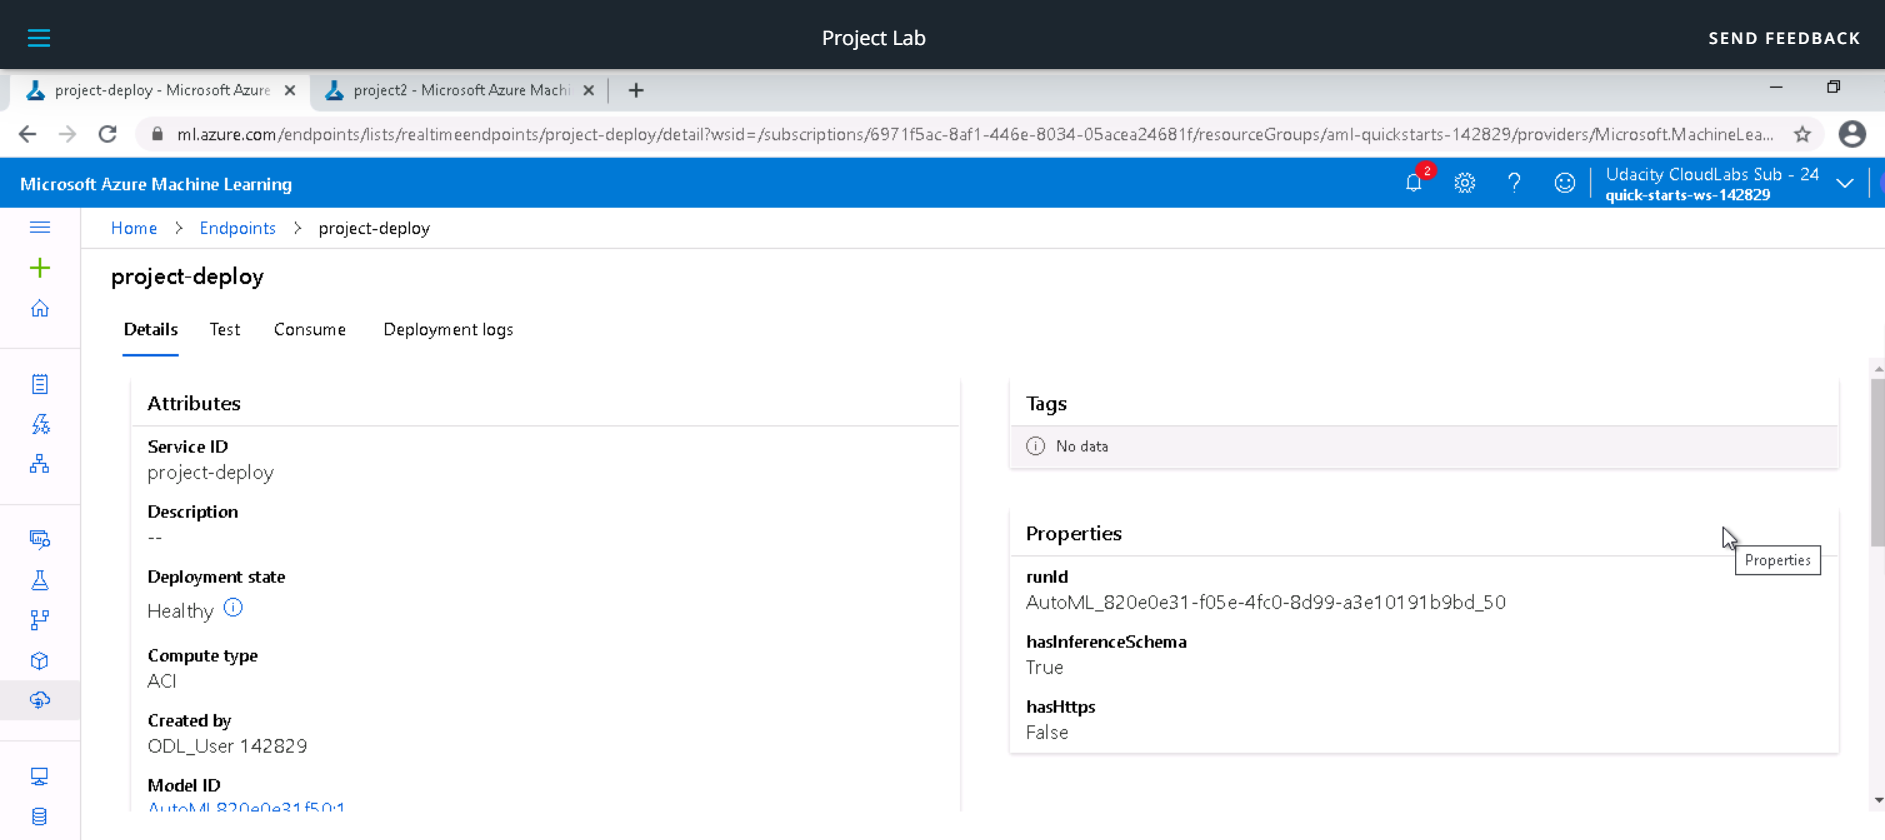 Project Lab
SEND FEEDBACK
project-deploy - Microsoft Azure
project2 - Microsoft Azure Machi
ml.azure.com/endpoints/lists/realtimeendpoints/project-deploy/detail?wsid=/subscriptions/6971f5ac-8af1-446e-8034-05acea24681f/resourceGroups/aml-quickstarts-142829/providers/Microsoft.MachineLea...
Microsoft Azure Machine Learning
2
Udacity CloudLabs Sub - 24
quick-starts-ws-142829
Home > Endpoints > project-deploy
project-deploy
Details Test Consume Deployment logs
Attributes
Service ID
project-deploy
Description
--
Deployment state
Healthy
Compute type
ACI
Created by
ODL_User 142829
Model ID
AutoML820e0e31f50:1
Tags
No data
Properties
Properties
runId
AutoML_820e0e31-f05e-4fc0-8d99-a3e10191b9bd_50
hasInferenceSchema
True
hasHttps
False